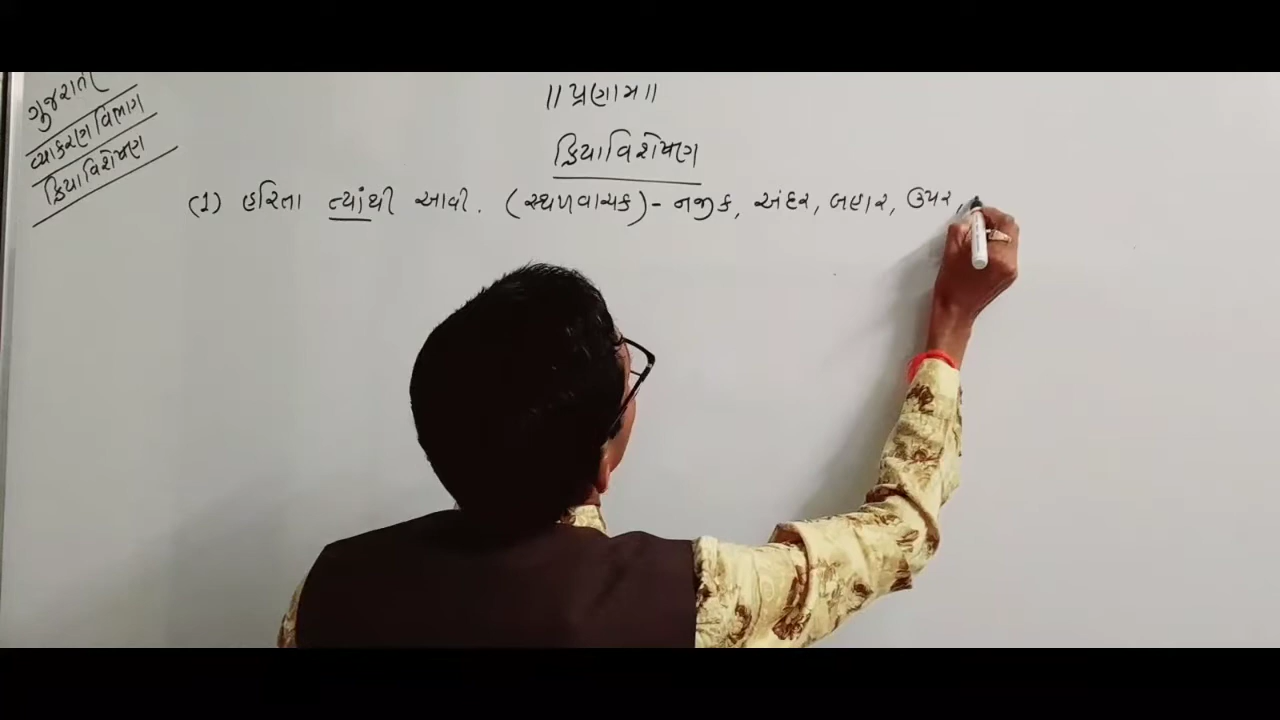 ગુજરાતી
વ્યાકરણ વિભાગ
ક્રિયાવિશેષણ
॥ પ્રણામ ॥
ક્રિયાવિશેષણ
(1) હરિતા ત્યાંથી આવી. (સ્થળવાચક) - નજીક, અંદર, બહાર, ઉપર,